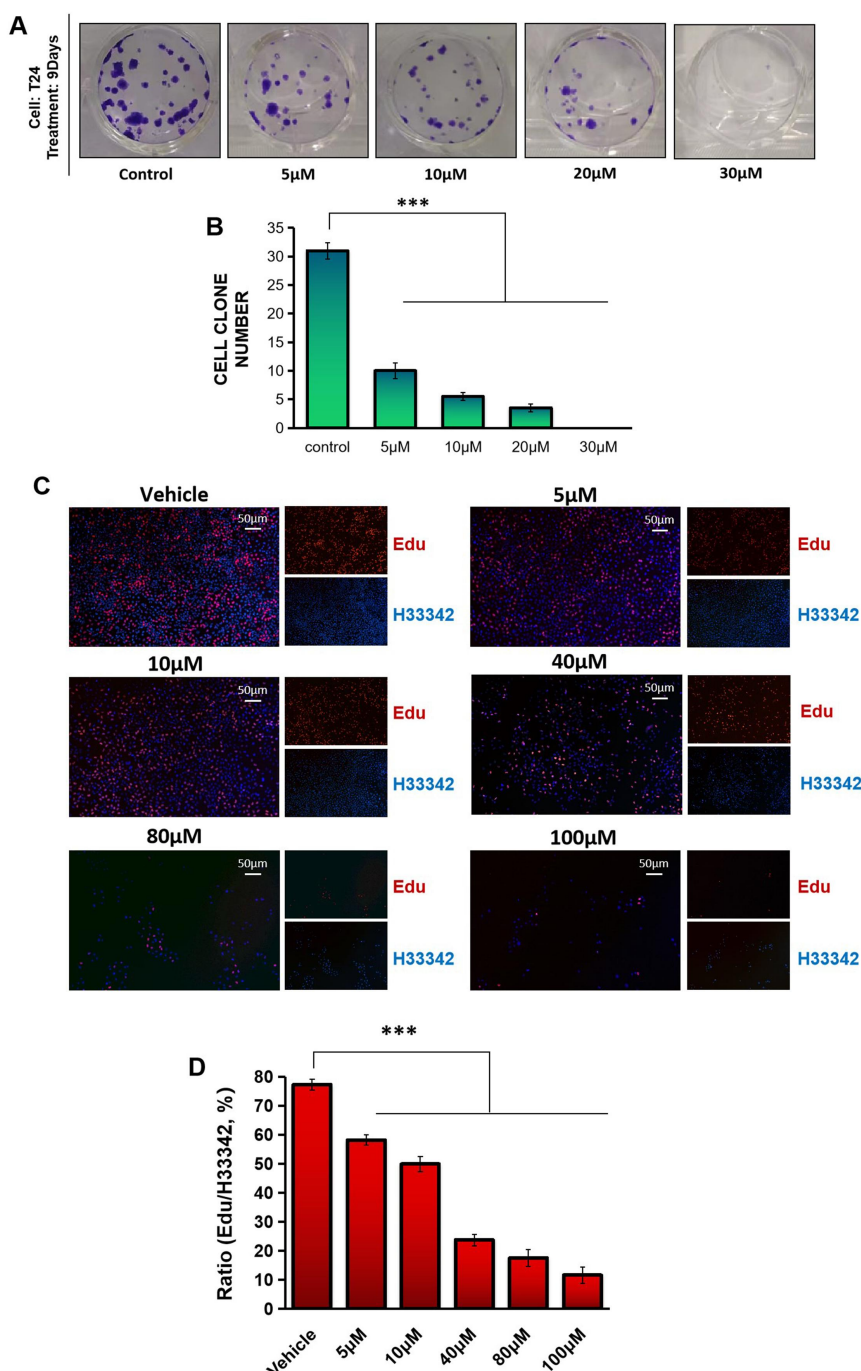 A
Cell: T24
Treatment: 9Days
Control
5µM
10µM
20µM
30µM
B
***
CELL CLONE
NUMBER
35
30
25
20
15
10
5
0
control
5µM
10µM
20µM
30µM
C
Vehicle
50µm
Edu
H33342
5µM
50µm
Edu
H33342
10µM
50µm
Edu
H33342
40µM
50µm
Edu
H33342
80µM
50µm
Edu
H33342
100µM
50µm
Edu
H33342
D
***
Ratio (Edu/H33342, %)
80
70
60
50
40
30
20
10
0
Vehicle
5µM
10µM
40µM
80µM
100µM